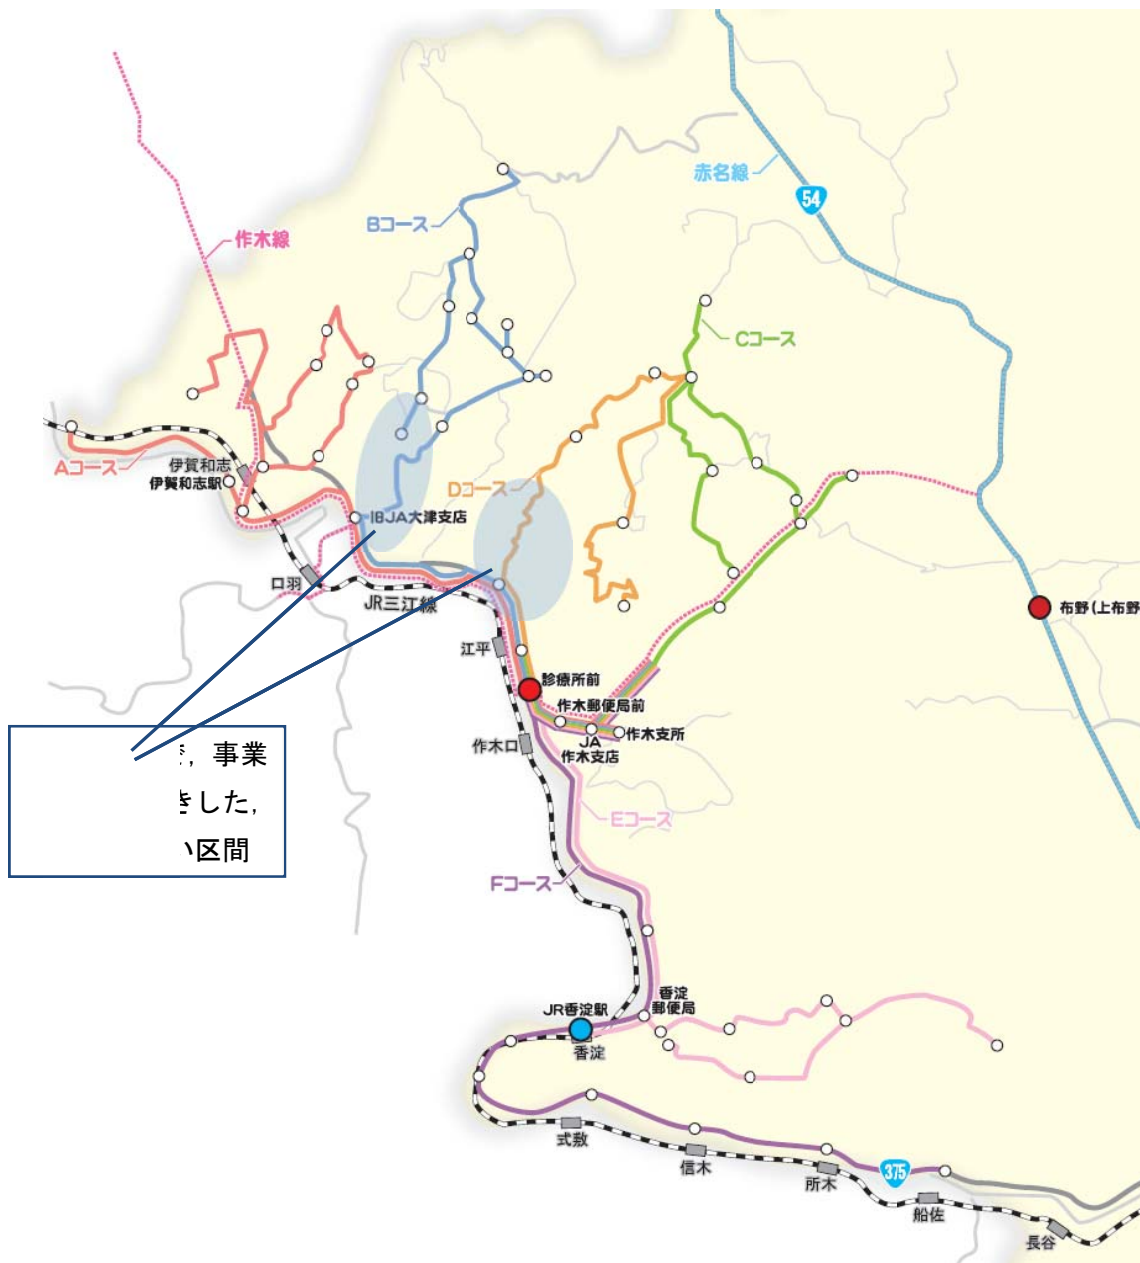 赤名線
54
Bコース
作木線
Cコース
Aコース
伊賀和志
伊賀和志駅
Dコース
旧JA大津支店
口羽
JR三江線
布野(上布野
江平
診療所前
作木郵便局前
作木口
JA
作木支店
作木支所
，事業
きした，
い区間
Eコース
Fコース
香淀
郵便局
JR香淀駅
香淀
式敷
信木
所木
375
船佐
長谷